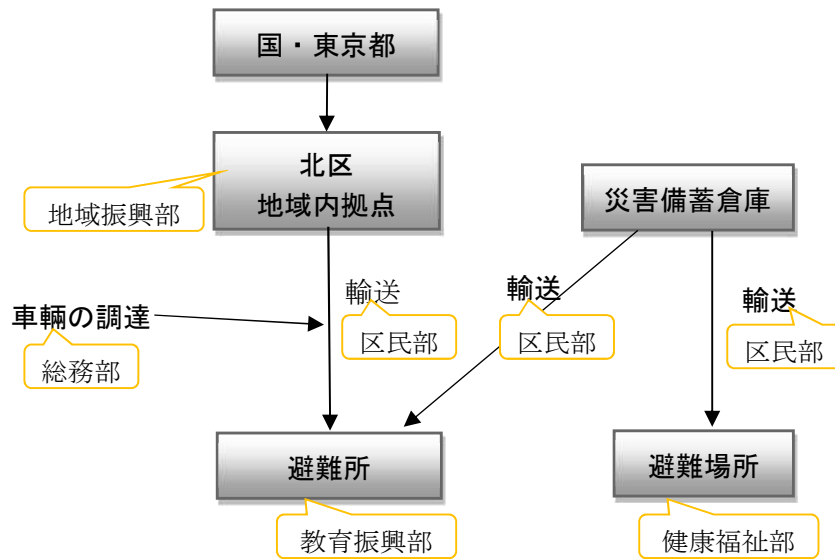 国・東京都
北区
地域内拠点
地域振興部
災害備蓄倉庫
車輌の調達
総務部
輸送
区民部
輸送
区民部
輸送
区民部
避難所
教育振興部
避難場所
健康福祉部